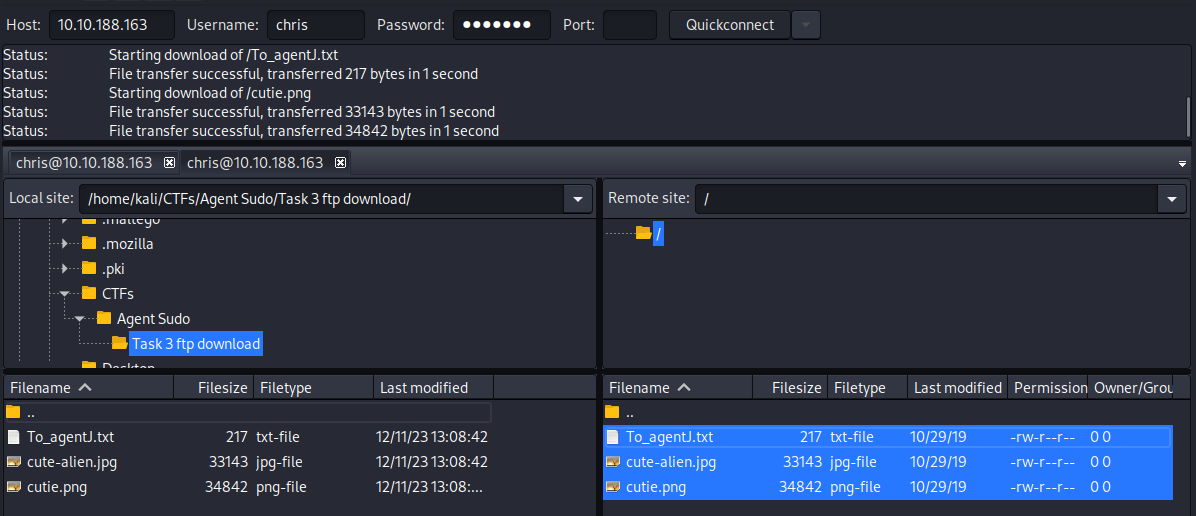 Host: 10.10.188.163 Username: chris Password: ●●●●●●● Port: Quickconnect
Status: Starting download of /To_agentJ.txt
Status: File transfer successful, transferred 217 bytes in 1 second
Status: Starting download of /cutie.png
Status: File transfer successful, transferred 33143 bytes in 1 second
Status: File transfer successful, transferred 34842 bytes in 1 second
chris@10.10.188.163 chris@10.10.188.163
Local site: /home/kali/CTFs/Agent Sudo/Task 3 ftp download/
.maltego
.mozilla
.pki
CTFs
Agent Sudo
Task 3 ftp download
Desktop
Filename Filesize Filetype Last modified
..
To_agentJ.txt 217 txt-file 12/11/23 13:08:42
cute-alien.jpg 33143 jpg-file 12/11/23 13:08:42
cutie.png 34842 png-file 12/11/23 13:08:...
Remote site: /
/
Filename Filesize Filetype Last modified Permission Owner/Grou
..
To_agentJ.txt 217 txt-file 10/29/19 -rw-r--r-- 0 0
cute-alien.jpg 33143 jpg-file 10/29/19 -rw-r--r-- 0 0
cutie.png 34842 png-file 10/29/19 -rw-r--r-- 0 0